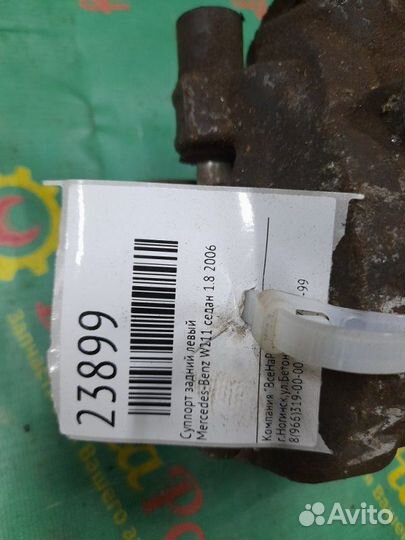 23899
Суппорт задний левый
Mercedes-Benz W211 седан 1.8 2006
Компания "ВсеНаР
г.Ногинск ул.Бетон
8(966)319-00-00
-99
Avito